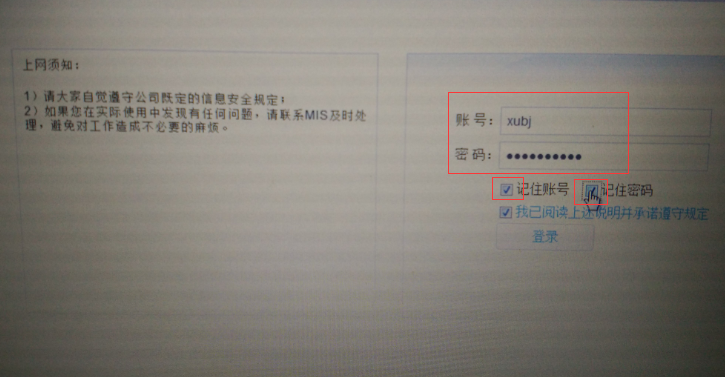 上网须知：
1）请大家自觉遵守公司既定的信息安全规定；
2）如果您在实际使用中发现有任何问题，请联系MIS及时处
理，避免对工作造成不必要的麻烦。
账 号： xubj
密 码： ●●●●●●●●●●
记住账号 记住密码
我已阅读上述说明并承诺遵守规定
登录